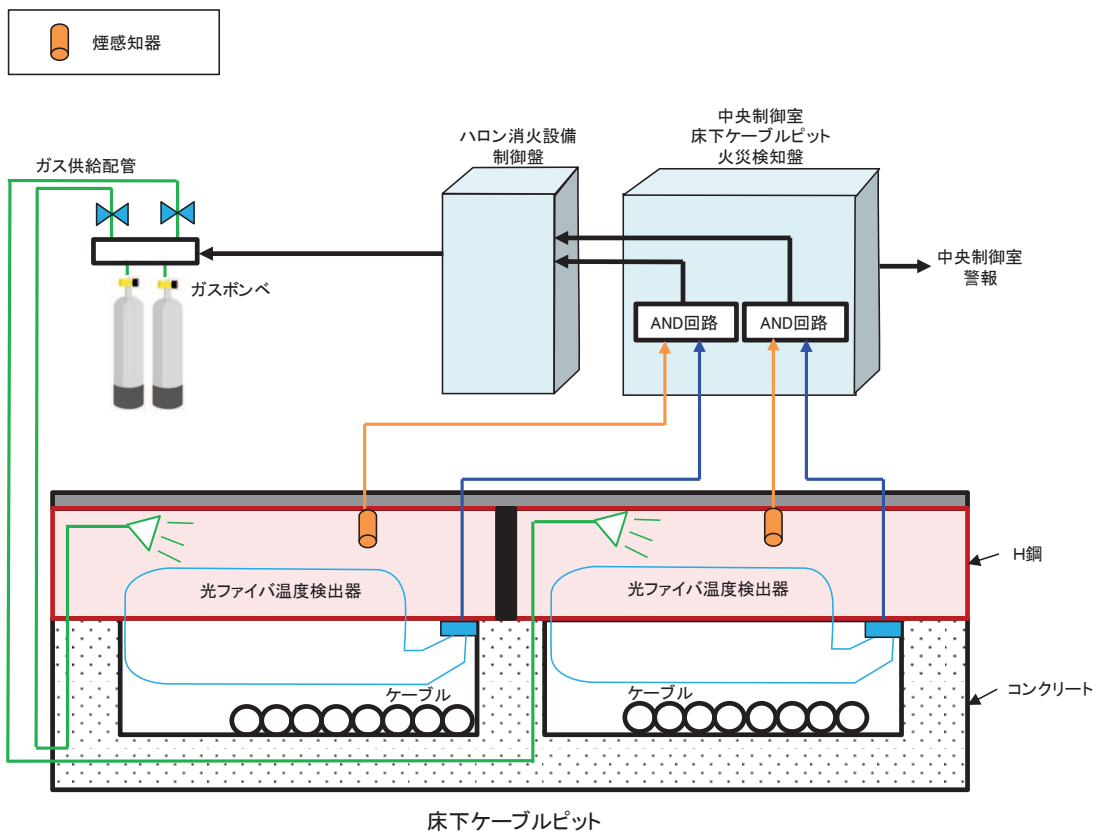 煙感知器
中央制御室
床下ケーブルピット
火災検知盤
ハロン消火設備
制御盤
ガス供給配管
中央制御室
警報
ガスボンベ
AND回路
AND回路
H鋼
光ファイバ温度検出器
光ファイバ温度検出器
コンクリート
ケーブル
ケーブル
床下ケーブルピット